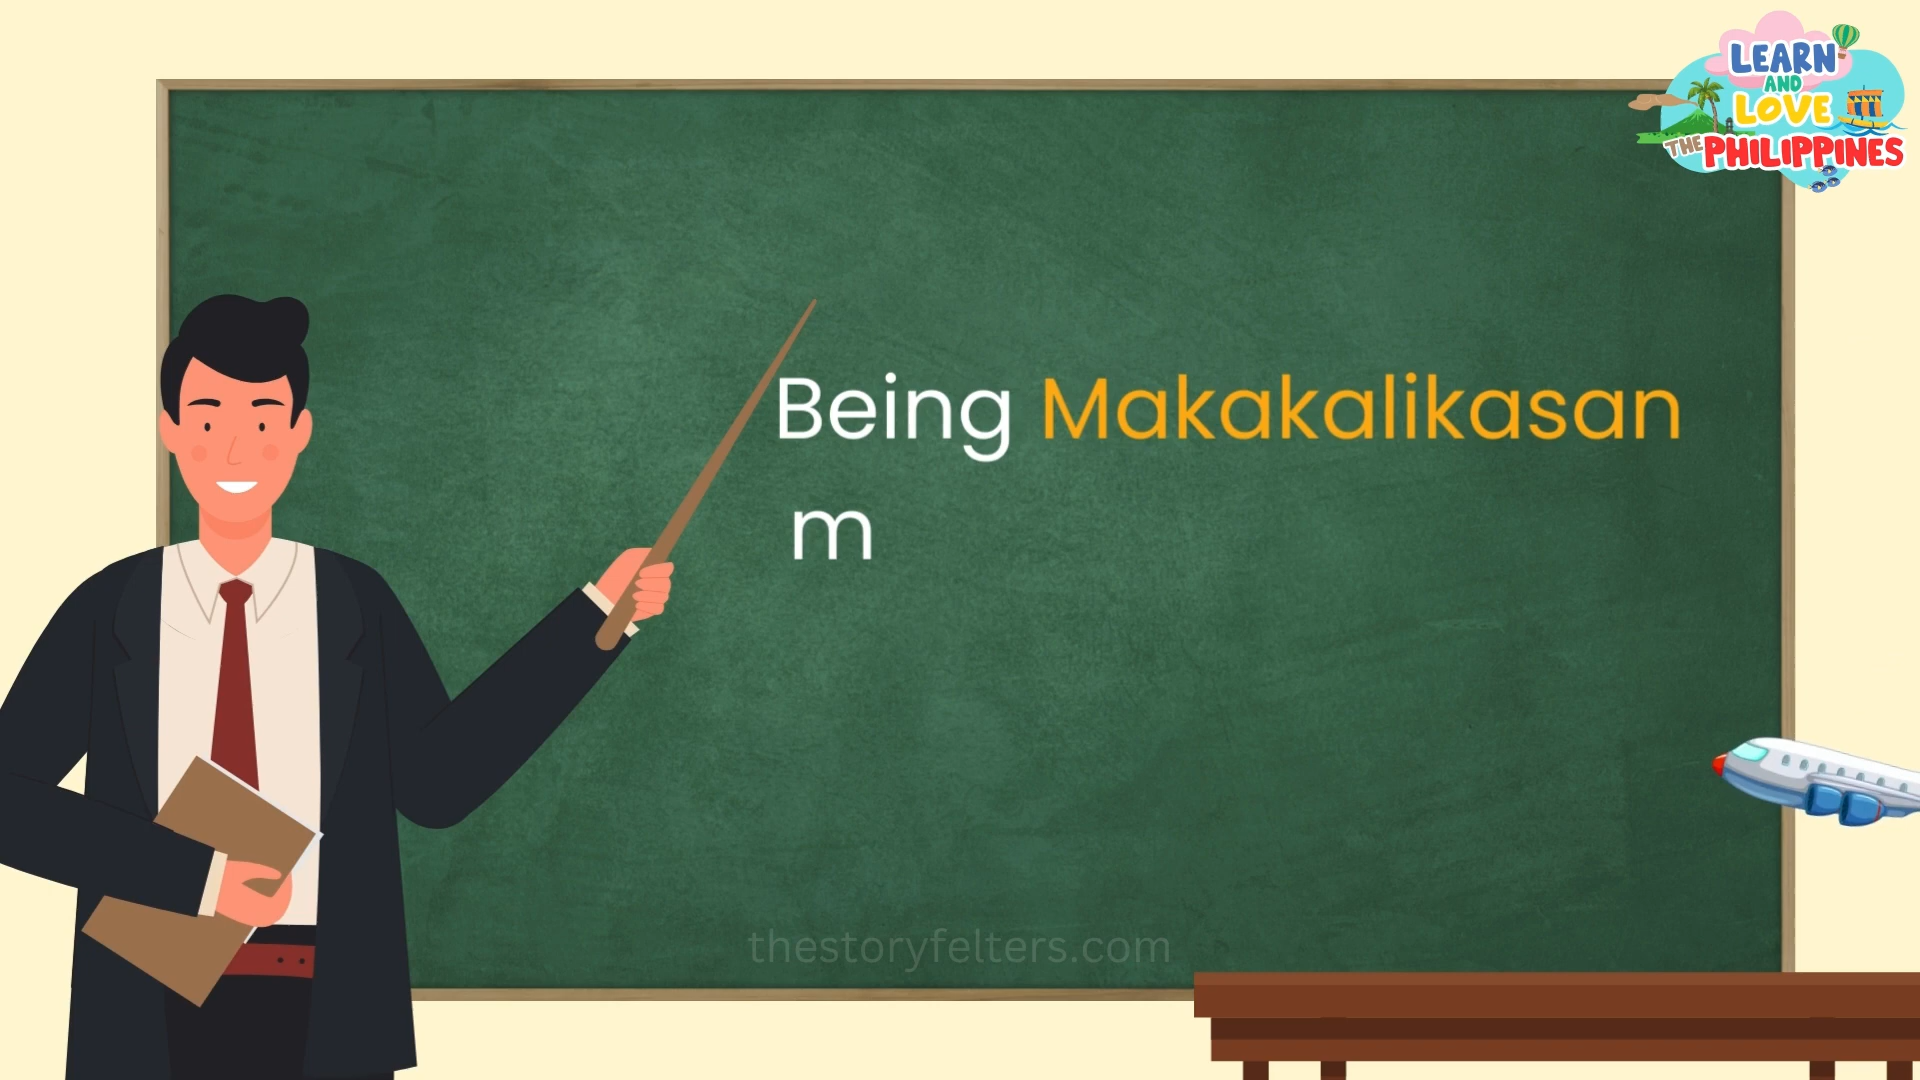 LEARN
AND
LOVE
THE PHILIPPINES
Being Makakalikasan
m
thestoryfelters.com